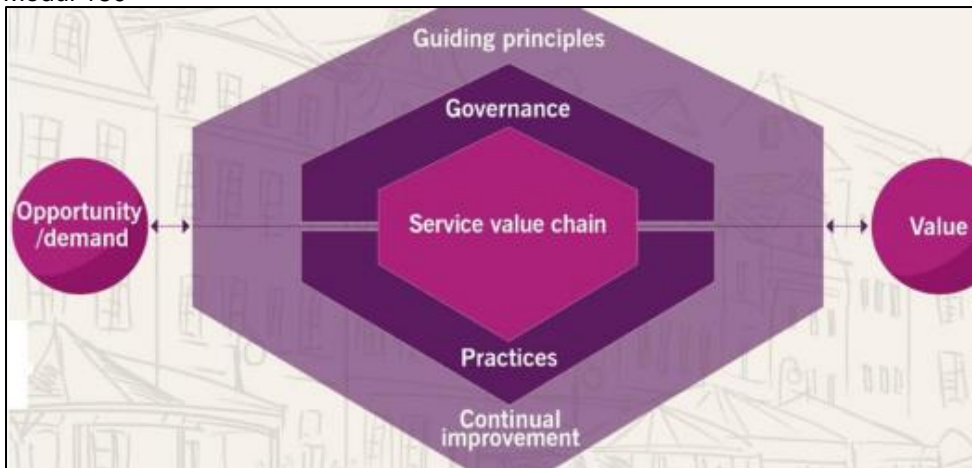 Guiding principles
Governance
Opportunity
/demand
Service value chain
Value
Practices
Continual
improvement